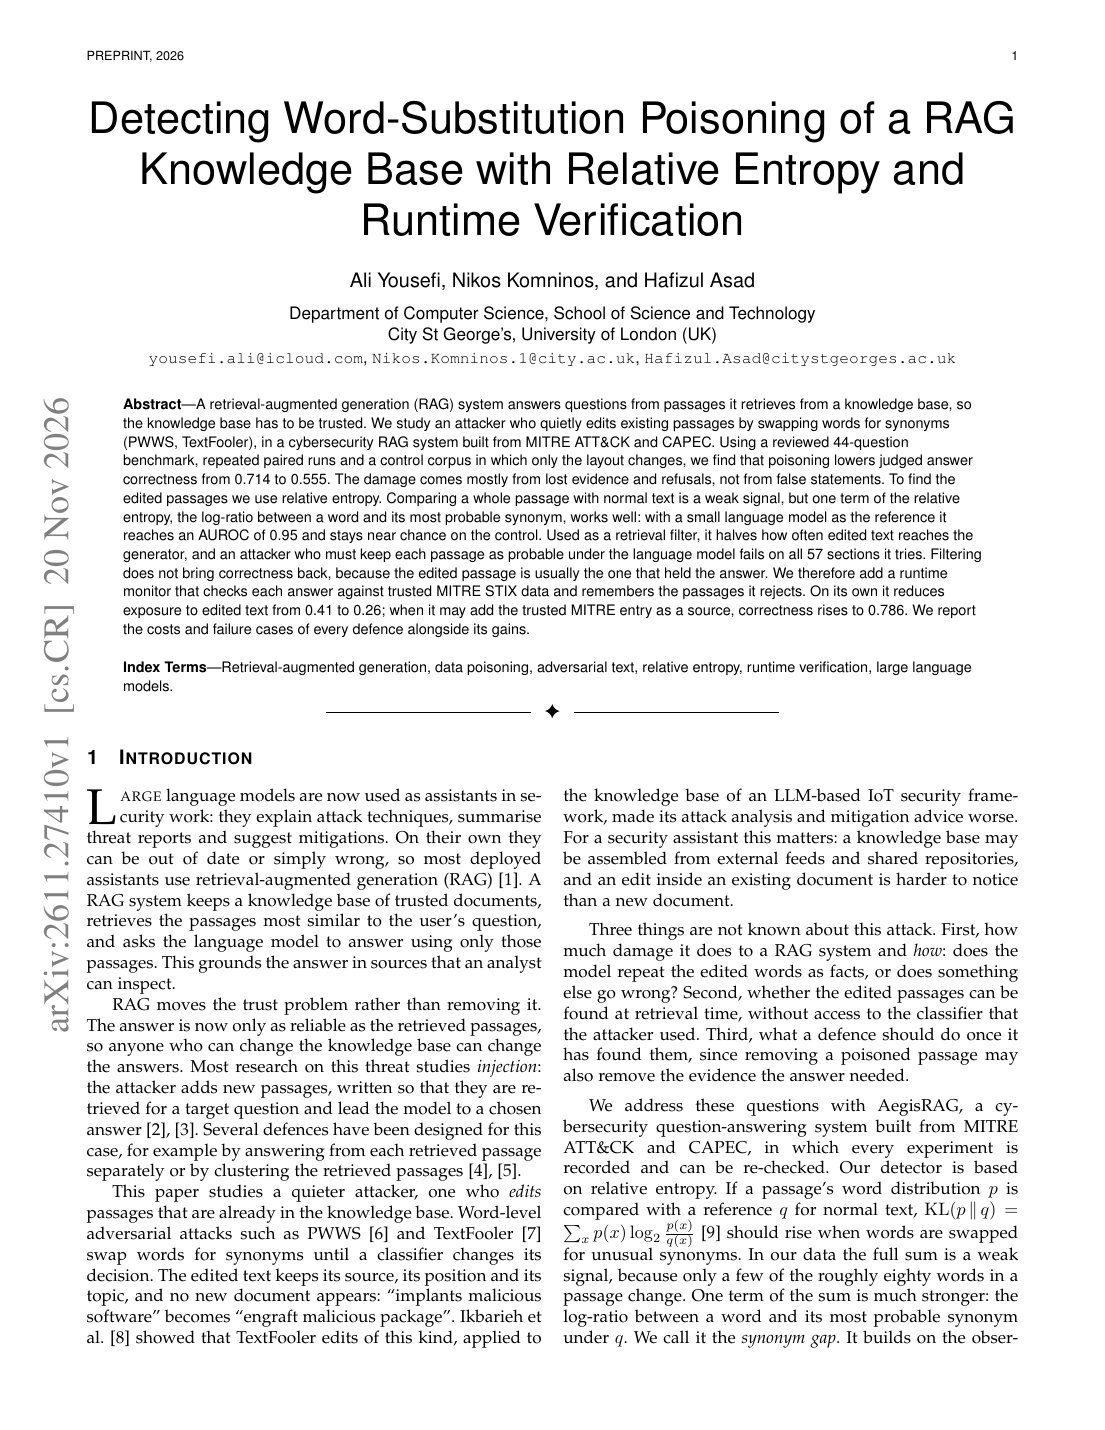 PREPRINT, 2026
1
Detecting Word-Substitution Poisoning of a RAG
Knowledge Base with Relative Entropy and
Runtime Verification
Ali Yousefi, Nikos Komninos, and Hafizul Asad
Department of Computer Science, School of Science and Technology
City St George's, University of London (UK)
yousefi.ali@icloud.com, Nikos.Komninos.1@city.ac.uk, Hafizul.Asad@citystgeorges.ac.uk
Abstract—A retrieval-augmented generation (RAG) system answers questions from passages it retrieves from a knowledge base, so
the knowledge base has to be trusted. We study an attacker who quietly edits existing passages by swapping words for synonyms
(PWWS, TextFooler), in a cybersecurity RAG system built from MITRE ATT&CK and CAPEC. Using a reviewed 44-question
benchmark, repeated paired runs and a control corpus in which only the layout changes, we find that poisoning lowers judged answer
correctness from 0.714 to 0.555. The damage comes mostly from lost evidence and refusals, not from false statements. To find the
edited passages we use relative entropy. Comparing a whole passage with normal text is a weak signal, but one term of the relative
entropy, the log-ratio between a word and its most probable synonym, works well: with a small language model as the reference it
reaches an AUROC of 0.95 and stays near chance on the control. Used as a retrieval filter, it halves how often edited text reaches the
generator, and an attacker who must keep each passage as probable under the language model fails on all 57 sections it tries. Filtering
does not bring correctness back, because the edited passage is usually the one that held the answer. We therefore add a runtime
monitor that checks each answer against trusted MITRE STIX data and remembers the passages it rejects. On its own it reduces
exposure to edited text from 0.41 to 0.26; when it may add the trusted MITRE entry as a source, correctness rises to 0.786. We report
the costs and failure cases of every defence alongside its gains.
Index Terms—Retrieval-augmented generation, data poisoning, adversarial text, relative entropy, runtime verification, large language
models.
arXiv:2611.27410v1 [cs.CR] 20 Nov 2026
1 INTRODUCTION
LARGE language models are now used as assistants in se-
curity work: they explain attack techniques, summarise
threat reports and suggest mitigations. On their own they
can be out of date or simply wrong, so most deployed
assistants use retrieval-augmented generation (RAG) [1]. A
RAG system keeps a knowledge base of trusted documents,
retrieves the passages most similar to the user's question,
and asks the language model to answer using only those
passages. This grounds the answer in sources that an analyst
can inspect.
RAG moves the trust problem rather than removing it.
The answer is now only as reliable as the retrieved passages,
so anyone who can change the knowledge base can change
the answers. Most research on this threat studies injection:
the attacker adds new passages, written so that they are re-
trieved for a target question and lead the model to a chosen
answer [2], [3]. Several defences have been designed for this
case, for example by answering from each retrieved passage
separately or by clustering the retrieved passages [4], [5].
This paper studies a quieter attacker, one who edits
passages that are already in the knowledge base. Word-level
adversarial attacks such as PWWS [6] and TextFooler [7]
swap words for synonyms until a classifier changes its
decision. The edited text keeps its source, its position and its
topic, and no new document appears: "implants malicious
software" becomes "engraft malicious package". Ikbarieh et
al. [8] showed that TextFooler edits of this kind, applied to
the knowledge base of an LLM-based IoT security frame-
work, made its attack analysis and mitigation advice worse.
For a security assistant this matters: a knowledge base may
be assembled from external feeds and shared repositories,
and an edit inside an existing document is harder to notice
than a new document.
Three things are not known about this attack. First, how
much damage it does to a RAG system and how: does the
model repeat the edited words as facts, or does something
else go wrong? Second, whether the edited passages can be
found at retrieval time, without access to the classifier that
the attacker used. Third, what a defence should do once it
has found them, since removing a poisoned passage may
also remove the evidence the answer needed.
We address these questions with AegisRAG, a cy-
bersecurity question-answering system built from MITRE
ATT&CK and CAPEC, in which every experiment is
recorded and can be re-checked. Our detector is based
on relative entropy. If a passage's word distribution p is
compared with a reference q for normal text, KL(p ∥ q) =
∑x p(x) log2 p(x)/q(x) [9] should rise when words are swapped
for unusual synonyms. In our data the full sum is a weak
signal, because only a few of the roughly eighty words in a
passage change. One term of the sum is much stronger: the
log-ratio between a word and its most probable synonym
under q. We call it the synonym gap. It builds on the obser-